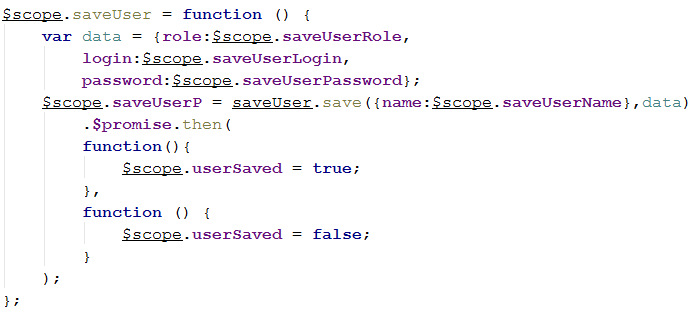 $scope.saveUser = function () {
    var data = {role:$scope.saveUserRole,
        login:$scope.saveUserLogin,
        password:$scope.saveUserPassword};
    $scope.saveUserP = saveUser.save({name:$scope.saveUserName},data)
        .$promise.then(
        function(){
            $scope.userSaved = true;
        },
        function () {
            $scope.userSaved = false;
        }
    );
};